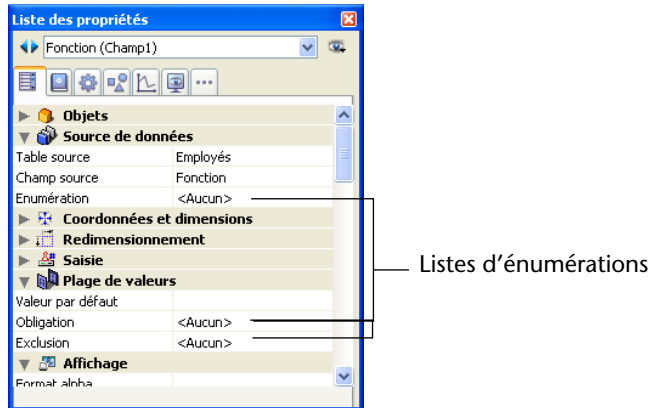 Liste des propriétés
Fonction (Champ1)
Objets
Source de données
Table source Employés
Champ source Fonction
Enumération <Aucun>
Coordonnées et dimensions
Redimensionnement
Saisie
Plage de valeurs
Valeur par défaut
Obligation <Aucun>
Exclusion <Aucun>
Affichage
Format alpha
Listes d'énumérations